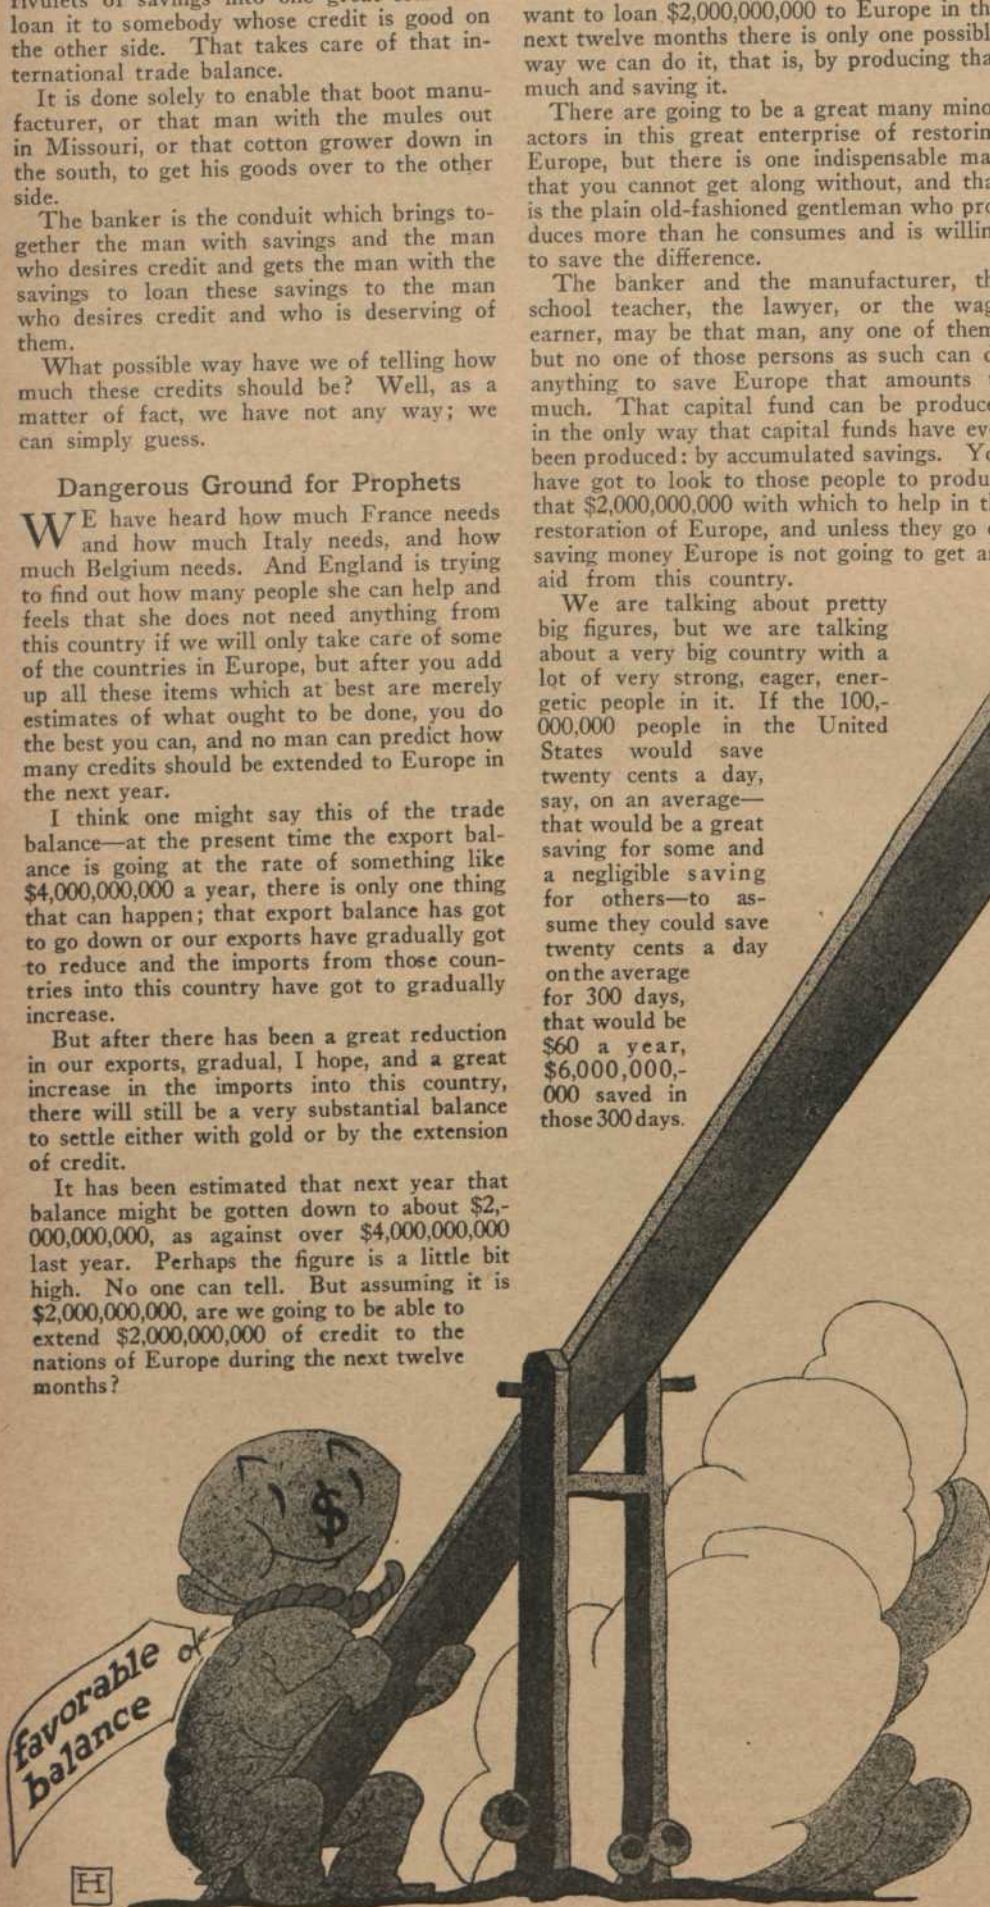 loan it to somebody whose credit is good on
the other side. That takes care of that in-
ternational trade balance.
It is done solely to enable that boot manu-
facturer, or that man with the mules out
in Missouri, or that cotton grower down in
the south, to get his goods over to the other
side.
The banker is the conduit which brings to-
gether the man with savings and the man
who desires credit and gets the man with the
savings to loan these savings to the man
who desires credit and who is deserving of
them.
What possible way have we of telling how
much these credits should be? Well, as a
matter of fact, we have not any way; we
can simply guess.
Dangerous Ground for Prophets
WE have heard how much France needs
and how much Italy needs, and how
much Belgium needs. And England is trying
to find out how many people she can help and
feels that she does not need anything from
this country if we will only take care of some
of the countries in Europe, but after you add
up all these items which at best are merely
estimates of what ought to be done, you do
the best you can, and no man can predict how
many credits should be extended to Europe in
the next year.
I think one might say this of the trade
balance—at the present time the export bal-
ance is going at the rate of something like
$4,000,000,000 a year, there is only one thing
that can happen; that export balance has got
to go down or our exports have gradually got
to reduce and the imports from those coun-
tries into this country have got to gradually
increase.
But after there has been a great reduction
in our exports, gradual, I hope, and a great
increase in the imports into this country,
there will still be a very substantial balance
to settle either with gold or by the extension
of credit.
It has been estimated that next year that
balance might be gotten down to about $2,-
000,000,000, as against over $4,000,000,000
last year. Perhaps the figure is a little bit
high. No one can tell. But assuming it is
$2,000,000,000, are we going to be able to
extend $2,000,000,000 of credit to the
nations of Europe during the next twelve
months?
want to loan $2,000,000,000 to Europe in th
next twelve months there is only one possibl
way we can do it, that is, by producing tha
much and saving it.
There are going to be a great many mino
actors in this great enterprise of restorin
Europe, but there is one indispensable ma
that you cannot get along without, and tha
is the plain old-fashioned gentleman who pro
duces more than he consumes and is willin
to save the difference.
The banker and the manufacturer, th
school teacher, the lawyer, or the wag
earner, may be that man, any one of them
but no one of those persons as such can d
anything to save Europe that amounts t
much. That capital fund can be produce
in the only way that capital funds have eve
been produced: by accumulated savings. Yo
have got to look to those people to produ
that $2,000,000,000 with which to help in th
restoration of Europe, and unless they go o
saving money Europe is not going to get an
aid from this country.
We are talking about pretty
big figures, but we are talking
about a very big country with a
lot of very strong, eager, ener-
getic people in it. If the 100,-
000,000 people in the United
States would save
twenty cents a day,
say, on an average—
that would be a great
saving for some and
a negligible saving
for others—to as-
sume they could save
twenty cents a day
on the average
for 300 days,
that would be
$60 a year,
$6,000,000,-
000 saved in
those 300 days.
$
favorable
balance
H